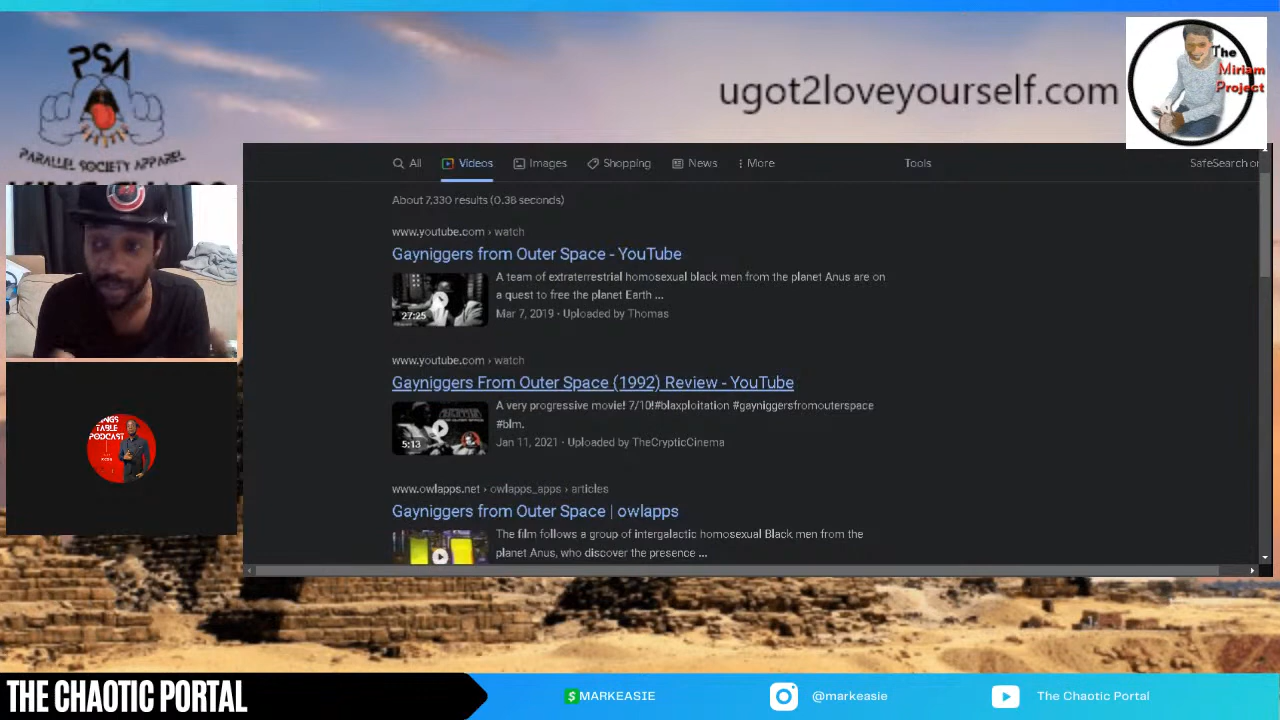 PSA
PARALLEL SOCIETY APPAREL
ugot2loveyourself.com
The
Miriam
Project
All
Videos
Images
Shopping
News
More
Tools
SafeSearch on
About 7,330 results (0.38 seconds)
www.youtube.com › watch
Gayniggers from Outer Space - YouTube
A team of extraterrestrial homosexual black men from the planet Anus are on
a quest to free the planet Earth ...
27:25
Mar 7, 2019 · Uploaded by Thomas
www.youtube.com › watch
Gayniggers From Outer Space (1992) Review - YouTube
A very progressive movie! 7/10!#blaxploitation #gayniggersfromouterspace
#blm.
5:13
Jan 11, 2021 · Uploaded by TheCrypticCinema
www.owlapps.net › owlapps_apps › articles
Gayniggers from Outer Space | owlapps
The film follows a group of intergalactic homosexual Black men from the
planet Anus, who discover the presence ...
KINGS
TABLE
PODCAST
THE CHAOTIC PORTAL
$ MARKEASIE
@markeasie
The Chaotic Portal